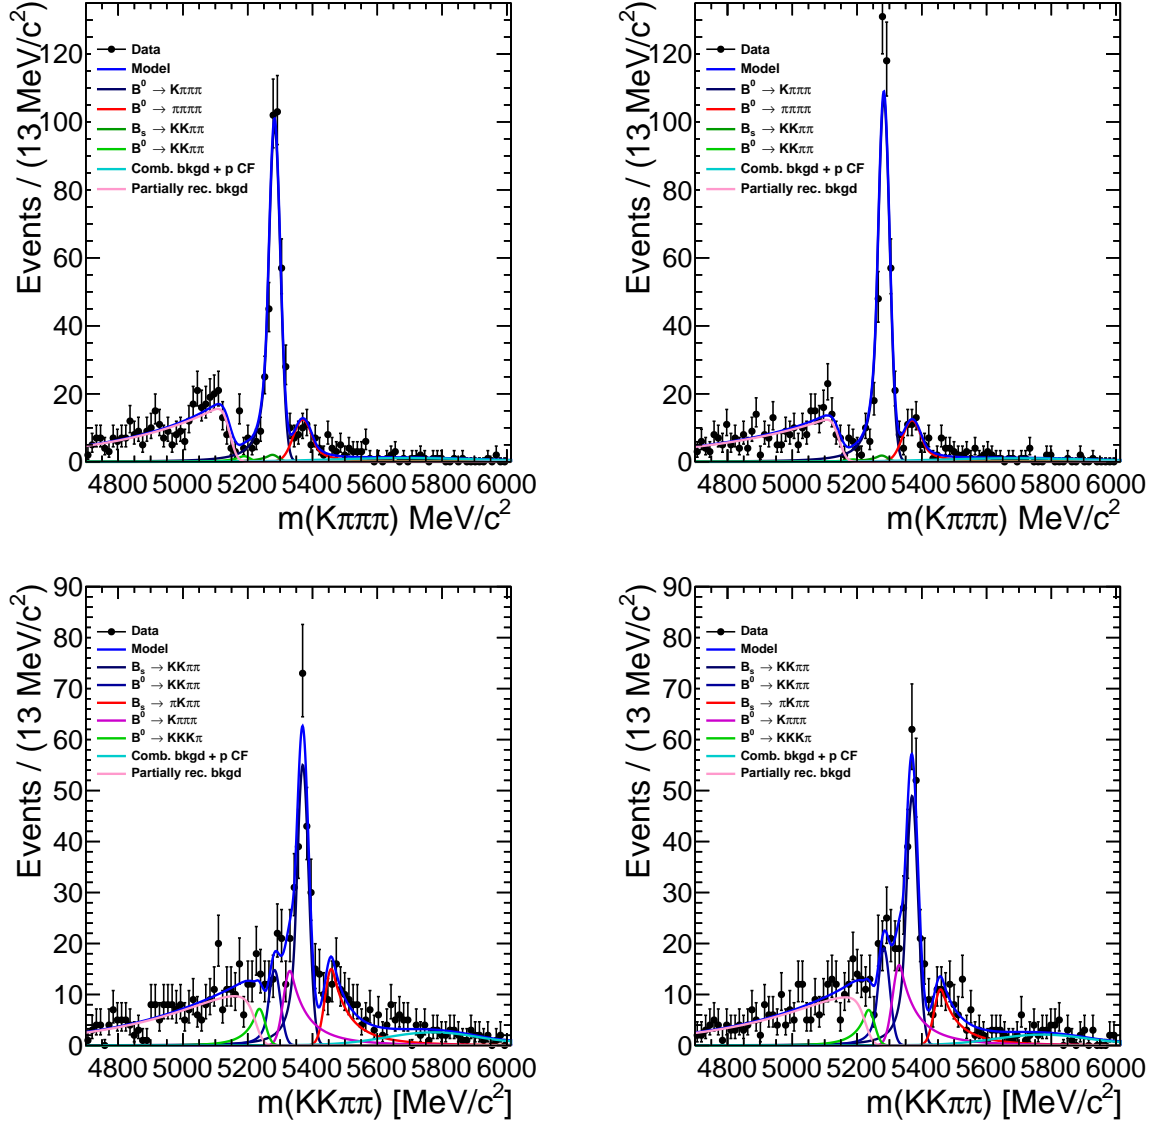 Events / (13 MeV/c²)
120
100
80
60
40
20
0
Data
Model
B⁰ → Kπππ
B⁰ → ππππ
Bₛ → KKππ
B⁰ → KKππ
Comb. bkgd + p CF
Partially rec. bkgd
4800 5000 5200 5400 5600 5800 6000
m(Kπππ) MeV/c²
Events / (13 MeV/c²)
120
100
80
60
40
20
0
Data
Model
B⁰ → Kπππ
B⁰ → ππππ
Bₛ → KKππ
B⁰ → KKππ
Comb. bkgd + p CF
Partially rec. bkgd
4800 5000 5200 5400 5600 5800 6000
m(Kπππ) MeV/c²
Events / (13 MeV/c²)
90
80
70
60
50
40
30
20
10
0
Data
Model
Bₛ → KKππ
B⁰ → KKππ
Bₛ → πKππ
B⁰ → Kπππ
B⁰ → KKKπ
Comb. bkgd + p CF
Partially rec. bkgd
4800 5000 5200 5400 5600 5800 6000
m(KKππ) [MeV/c²]
Events / (13 MeV/c²)
90
80
70
60
50
40
30
20
10
0
Data
Model
Bₛ → KKππ
B⁰ → KKππ
Bₛ → πKππ
B⁰ → Kπππ
B⁰ → KKKπ
Comb. bkgd + p CF
Partially rec. bkgd
4800 5000 5200 5400 5600 5800 6000
m(KKππ) [MeV/c²]